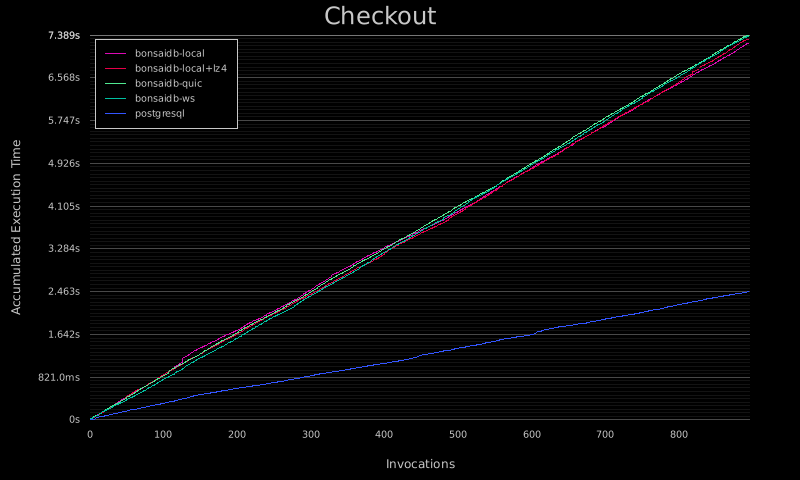 Checkout
7.389s
6.568s
5.747s
4.926s
4.105s
3.284s
2.463s
1.642s
821.0ms
0s
Accumulated Execution Time
bonsaidb-local
bonsaidb-local+lz4
bonsaidb-quic
bonsaidb-ws
postgresql
0 100 200 300 400 500 600 700 800
Invocations